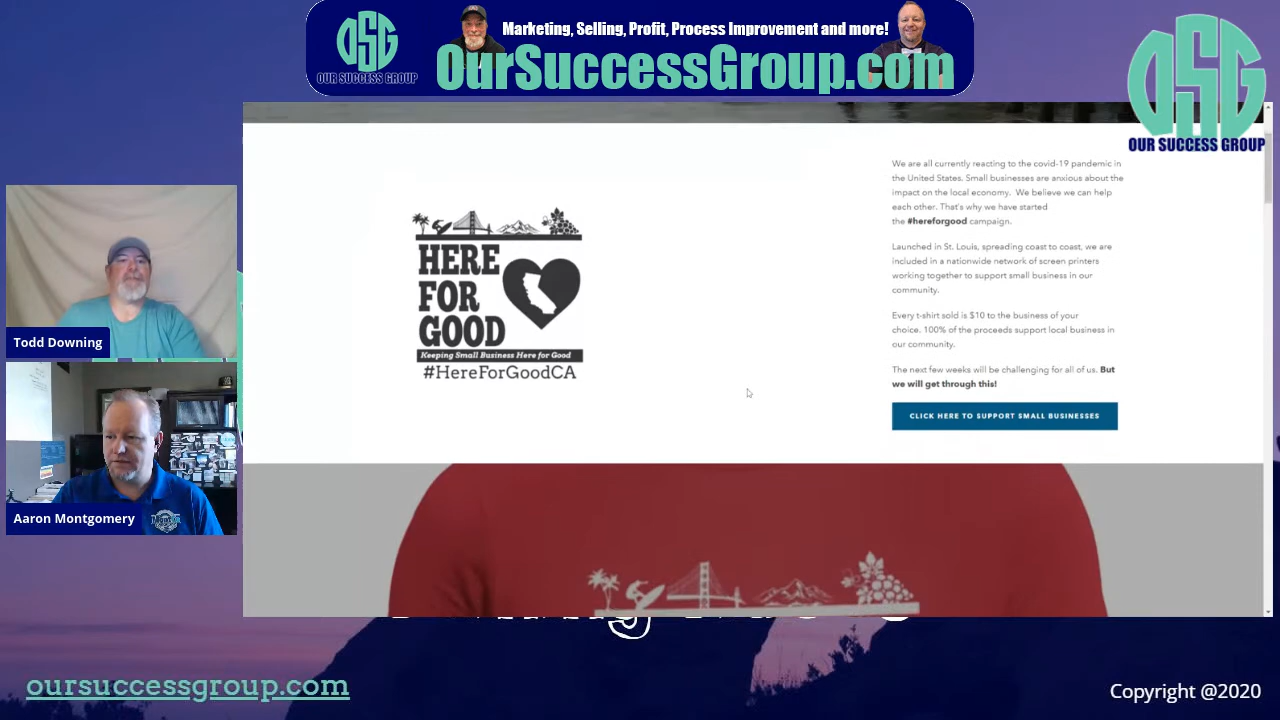 OSG
OUR SUCCESS GROUP
Marketing, Selling, Profit, Process Improvement and more!
OurSuccessGroup.com
OSG
OUR SUCCESS GROUP
We are all currently reacting to the covid-19 pandemic in
the United States. Small businesses are anxious about the
impact on the local economy. We believe we can help
each other. That's why we have started
the #hereforgood campaign.
Launched in St. Louis, spreading coast to coast, we are
included in a nationwide network of screen printers
working together to support small business in our
community.
Every t-shirt sold is $10 to the business of your
choice. 100% of the proceeds support local business in
our community.
The next few weeks will be challenging for all of us. But
we will get through this!
CLICK HERE TO SUPPORT SMALL BUSINESSES
HERE
FOR
GOOD
Keeping Small Business Here for Good
#HereForGoodCA
Todd Downing
Aaron Montgomery
oursuccessgroup.com
Copyright @2020